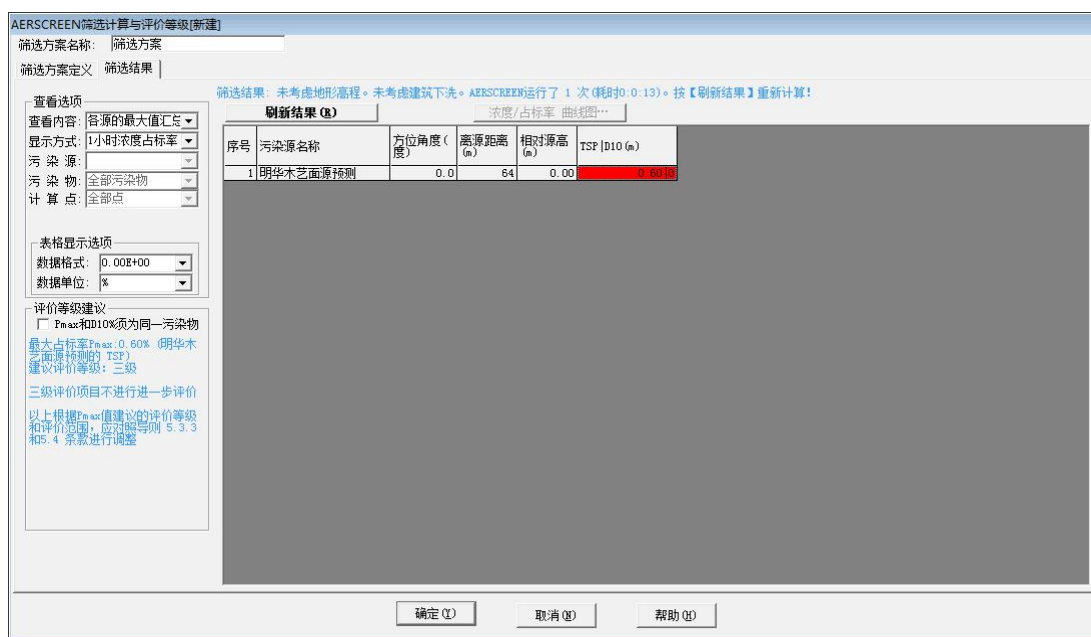 AERSCREEN筛选计算与评价等级[新建]
筛选方案名称: 筛选方案
筛选方案定义 筛选结果
筛选结果: 未考虑地形高程。未考虑建筑下洗。AERSCREEN运行了 1 次(耗时0:0:13)。按【刷新结果】重新计算!
查看选项
查看内容: 各源的最大值汇总
显示方式: 1小时浓度占标率
污 染 源:
污 染 物: 全部污染物
计 算 点: 全部点
表格显示选项
数据格式: 0.00E+00
数据单位: %
评价等级建议
Pmax和D10%须为同一污染物
最大占标率Pmax:0.60% (明华木
艺面源预测的 TSP)
建议评价等级: 三级
三级评价项目不进行进一步评价
以上根据Pmax值建议的评价等级
和评价范围，应对照导则 5.3.3
和5.4 条款进行调整
刷新结果(R) 浓度/占标率 曲线图…
序号 污染源名称 方位角度(度) 离源距离(m) 相对源高(m) TSP|D10(m)
1 明华木艺面源预测 0.0 64 0.00 0.60|0
确定(Y) 取消(N) 帮助(H)